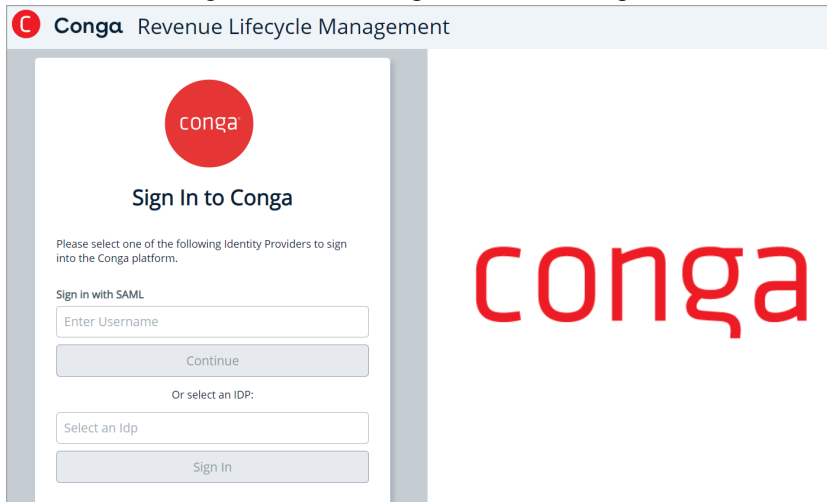 C Conga Revenue Lifecycle Management
conga
Sign In to Conga
Please select one of the following Identity Providers to sign
into the Conga platform.
Sign in with SAML
Enter Username
Continue
Or select an IDP:
Select an Idp
Sign In
conga